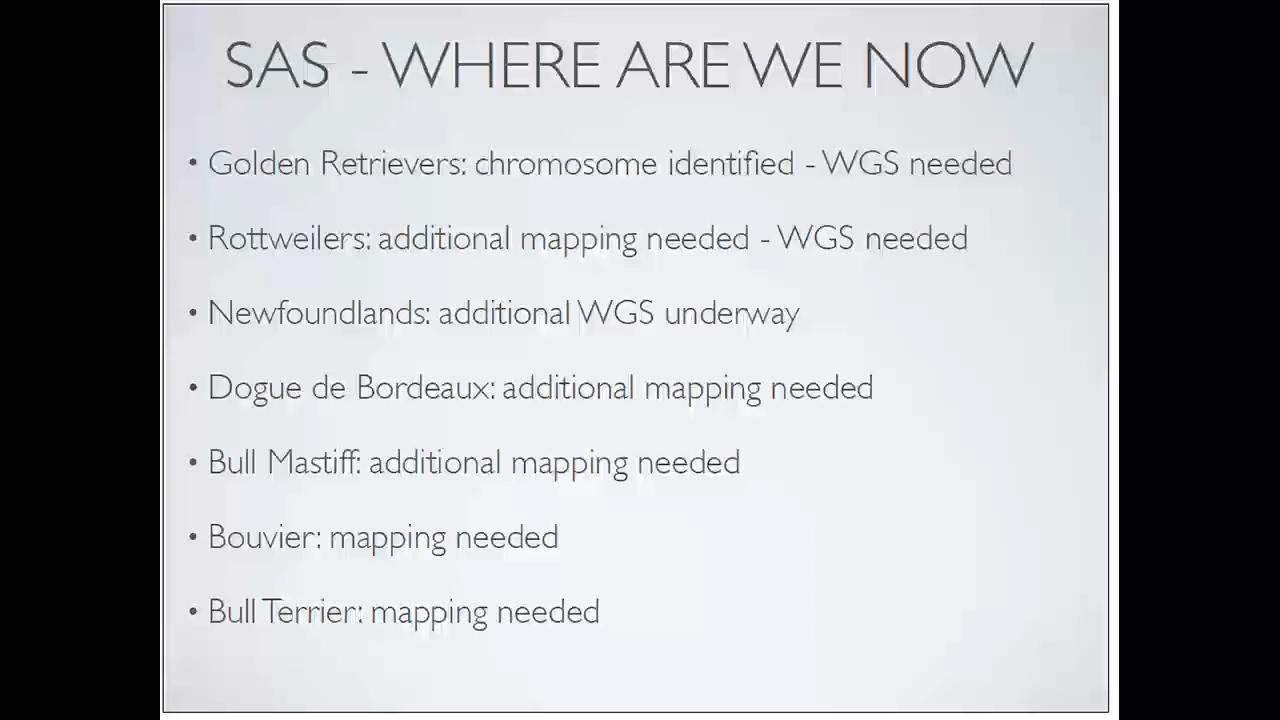 SAS - WHERE ARE WE NOW
• Golden Retrievers: chromosome identified - WGS needed
• Rottweilers: additional mapping needed - WGS needed
• Newfoundlands: additional WGS underway
• Dogue de Bordeaux: additional mapping needed
• Bull Mastiff: additional mapping needed
• Bouvier: mapping needed
• Bull Terrier: mapping needed